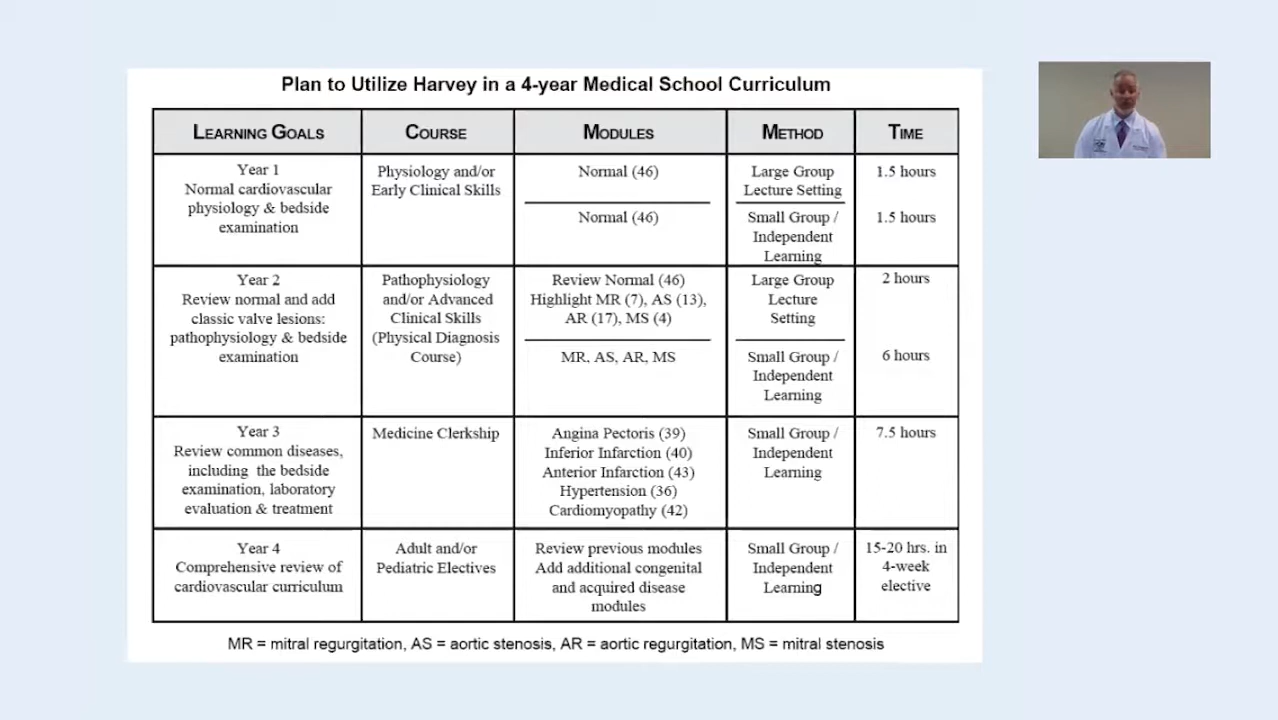 Plan to Utilize Harvey in a 4-year Medical School Curriculum
LEARNING GOALS
COURSE
MODULES
METHOD
TIME
Year 1
Normal cardiovascular
physiology & bedside
examination
Physiology and/or
Early Clinical Skills
Normal (46)
Large Group
Lecture Setting
1.5 hours
Normal (46)
Small Group /
Independent
Learning
1.5 hours
Year 2
Review normal and add
classic valve lesions:
pathophysiology & bedside
examination
Pathophysiology
and/or Advanced
Clinical Skills
(Physical Diagnosis
Course)
Review Normal (46)
Highlight MR (7), AS (13),
AR (17), MS (4)
Large Group
Lecture
Setting
2 hours
MR, AS, AR, MS
Small Group /
Independent
Learning
6 hours
Year 3
Review common diseases,
including the bedside
examination, laboratory
evaluation & treatment
Medicine Clerkship
Angina Pectoris (39)
Inferior Infarction (40)
Anterior Infarction (43)
Hypertension (36)
Cardiomyopathy (42)
Small Group /
Independent
Learning
7.5 hours
Year 4
Comprehensive review of
cardiovascular curriculum
Adult and/or
Pediatric Electives
Review previous modules
Add additional congenital
and acquired disease
modules
Small Group /
Independent
Learning
15-20 hrs. in
4-week
elective
MR = mitral regurgitation, AS = aortic stenosis, AR = aortic regurgitation, MS = mitral stenosis